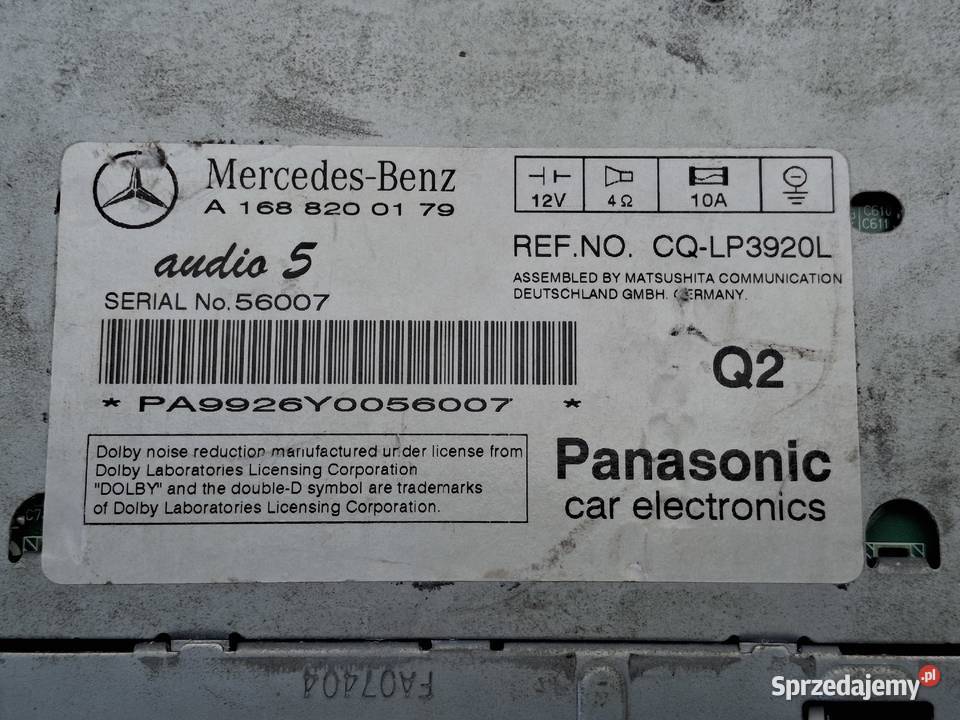 Mercedes-Benz
A 168 820 01 79
audio 5
SERIAL No.56007
* PA9926Y0056007 *
Dolby noise reduction manufactured under license from
Dolby Laboratories Licensing Corporation
"DOLBY" and the double-D symbol are trademarks
of Dolby Laboratories Licensing Corporation.
12V 4Ω 10A
REF.NO. CQ-LP3920L
ASSEMBLED BY MATSUSHITA COMMUNICATION
DEUTSCHLAND GMBH. GERMANY.
Q2
Panasonic
car electronics
C610
C611
FA07404
Sprzedajemy.pl